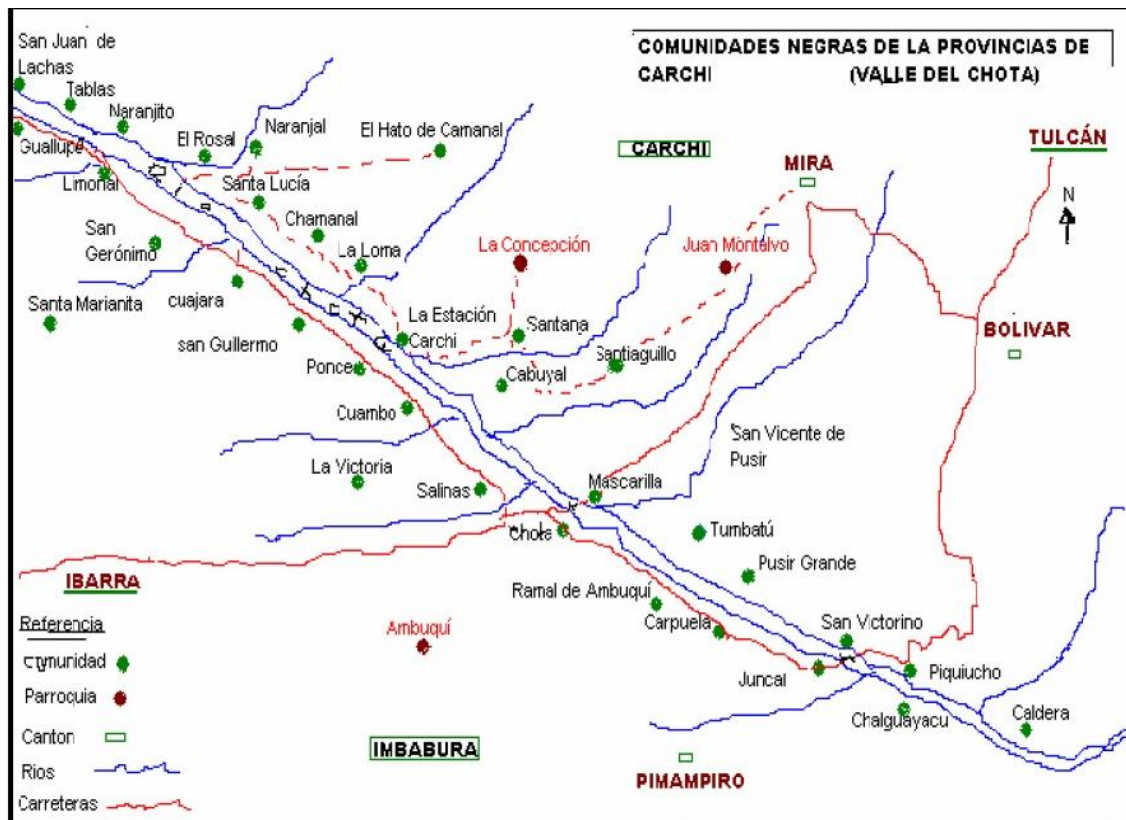 COMUNIDADES NEGRAS DE LA PROVINCIAS DE
CARCHI (VALLE DEL CHOTA)
San Juan de
Lachas
Tablas
Naranjito
El Rosal
Naranjal
El Hato de Camanal
CARCHI
TULCÁN
MIRA
N
Guallupe
Limonal
Santa Lucía
Chamanal
San
Gerónimo
La Loma
La Concepción
Juan Montalvo
Santa Marianita
cuajara
La Estación
Carchi
Santana
BOLIVAR
san Guillermo
Santiaguillo
Ponce
Cabuyal
Cuambo
San Vicente de
Pusir
La Victoria
Salinas
Mascarilla
Chota
Tumbatú
Pusir Grande
IBARRA
Ramal de Ambuquí
Referencia
Ambuquí
Carpuela
San Victorino
munidad
Juncal
Piquiucho
Parroquia
Chalguayacu
Caldera
Canton
IMBABURA
Rios
PIMAMPIRO
Carreteras